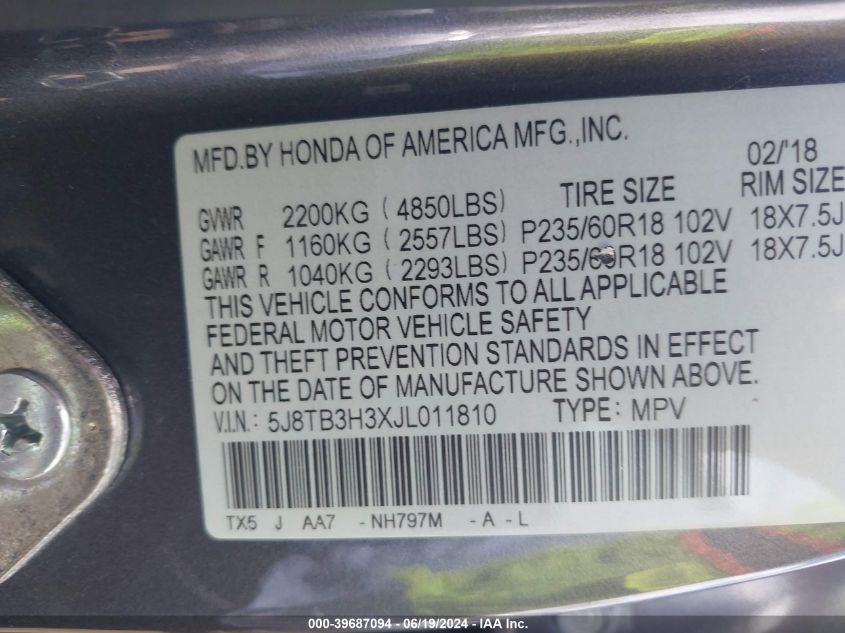 MFD.BY HONDA OF AMERICA MFG.,INC. 02/'18
TIRE SIZE RIM SIZE
GVWR 2200KG ( 4850LBS)
GAWR F 1160KG ( 2557LBS) P235/60R18 102V 18X7.5J
GAWR R 1040KG ( 2293LBS) P235/60R18 102V 18X7.5J
THIS VEHICLE CONFORMS TO ALL APPLICABLE
FEDERAL MOTOR VEHICLE SAFETY
AND THEFT PREVENTION STANDARDS IN EFFECT
ON THE DATE OF MANUFACTURE SHOWN ABOVE.
V.I.N.: 5J8TB3H3XJL011810 TYPE: MPV
TX5 J AA7 -NH797M -A -L
000-39687094 - 06/19/2024 - IAA Inc.